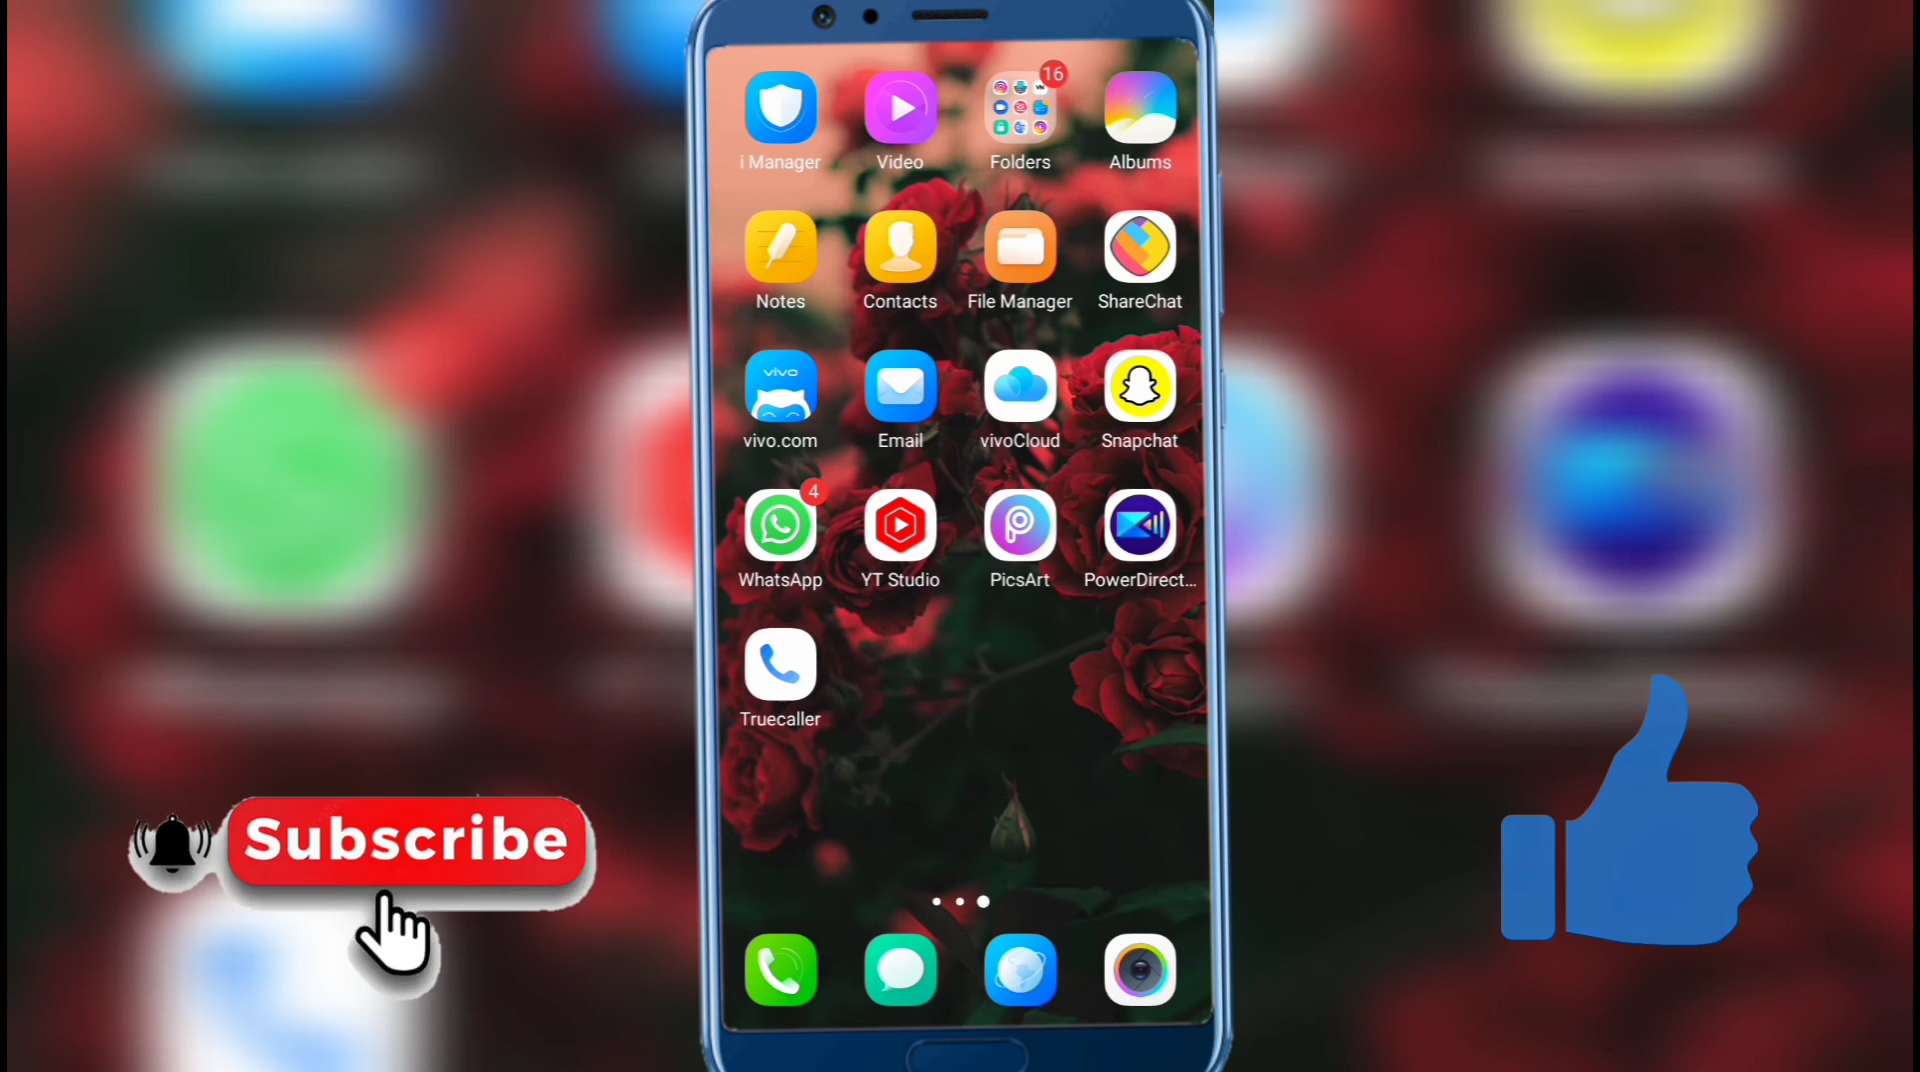 16
i Manager
Video
Folders
Albums
Notes
Contacts
File Manager
ShareChat
vivo
vivo.com
Email
vivoCloud
Snapchat
4
WhatsApp
YT Studio
PicsArt
PowerDirect...
Truecaller
Subscribe